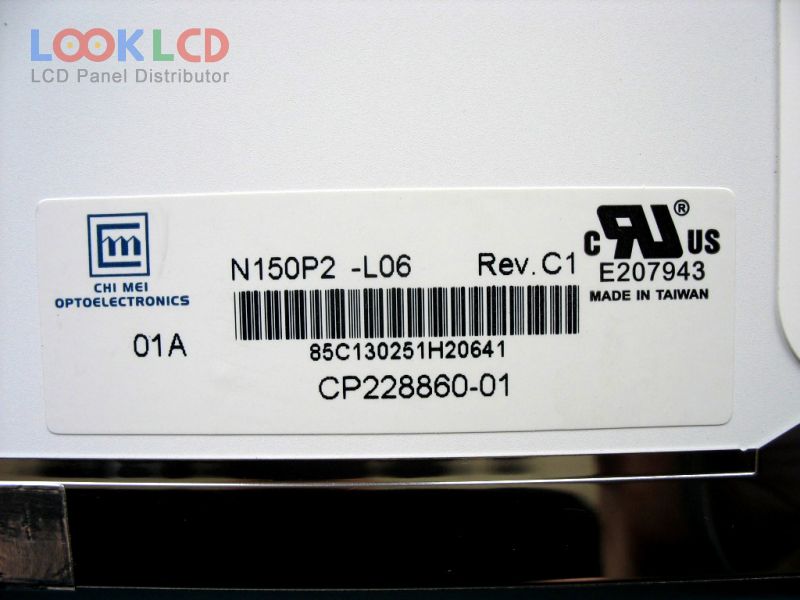 LOOK LCD
LCD Panel Distributor
CHI MEI
OPTOELECTRONICS
N150P2 -L06 Rev. C1
C RU ® US
E207943
MADE IN TAIWAN
01A
85C130251H20641
CP228860-01